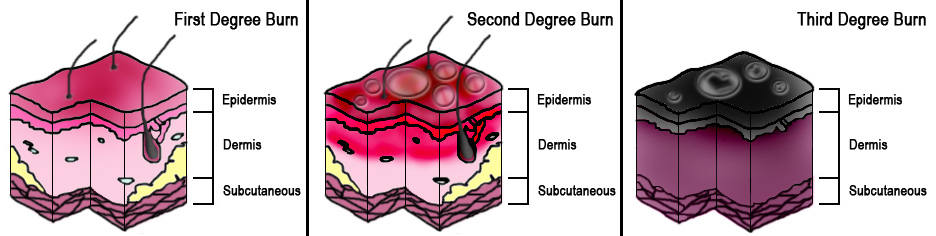 First Degree Burn
Epidermis
Dermis
Subcutaneous
Second Degree Burn
Epidermis
Dermis
Subcutaneous
Third Degree Burn
Epidermis
Dermis
Subcutaneous